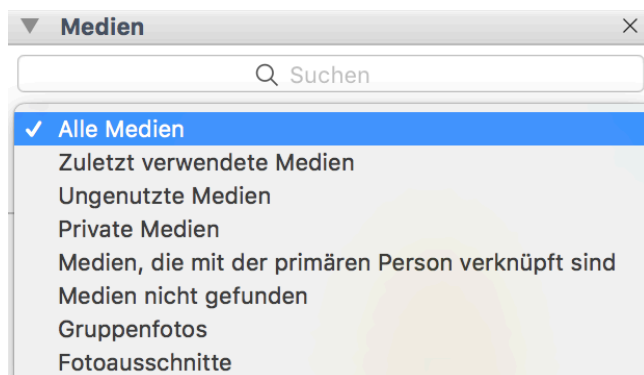 Medien
Suchen
Alle Medien
Zuletzt verwendete Medien
Ungenutzte Medien
Private Medien
Medien, die mit der primären Person verknüpft sind
Medien nicht gefunden
Gruppenfotos
Fotoausschnitte